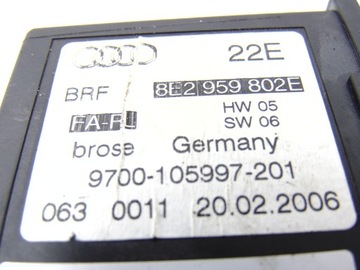 22E
BRF 8E2 959 802E
FA-FL HW 05
SW 06
brose Germany
9700-105997-201
063 0011 20.02.2006